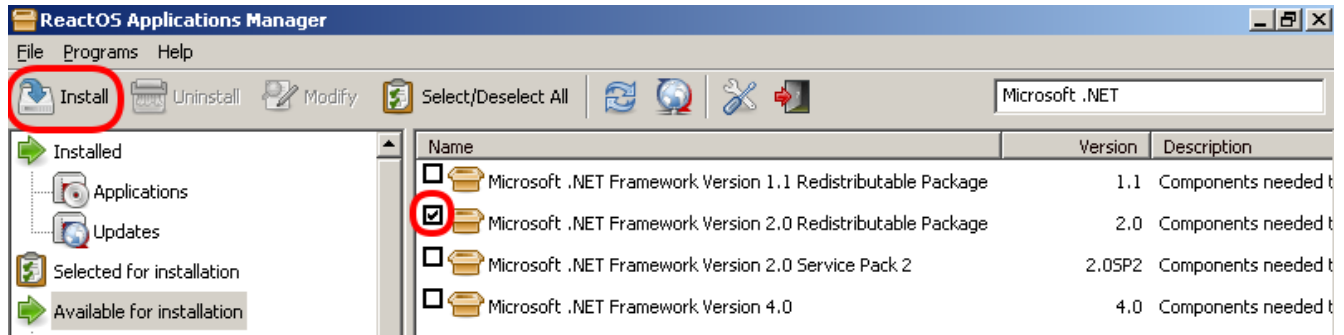 ReactOS Applications Manager
File Programs Help
Install Uninstall Modify Select/Deselect All Microsoft .NET
Installed
Applications
Updates
Selected for installation
Available for installation
Name Version Description
Microsoft .NET Framework Version 1.1 Redistributable Package 1.1 Components needed t
Microsoft .NET Framework Version 2.0 Redistributable Package 2.0 Components needed t
Microsoft .NET Framework Version 2.0 Service Pack 2 2.0SP2 Components needed t
Microsoft .NET Framework Version 4.0 4.0 Components needed t